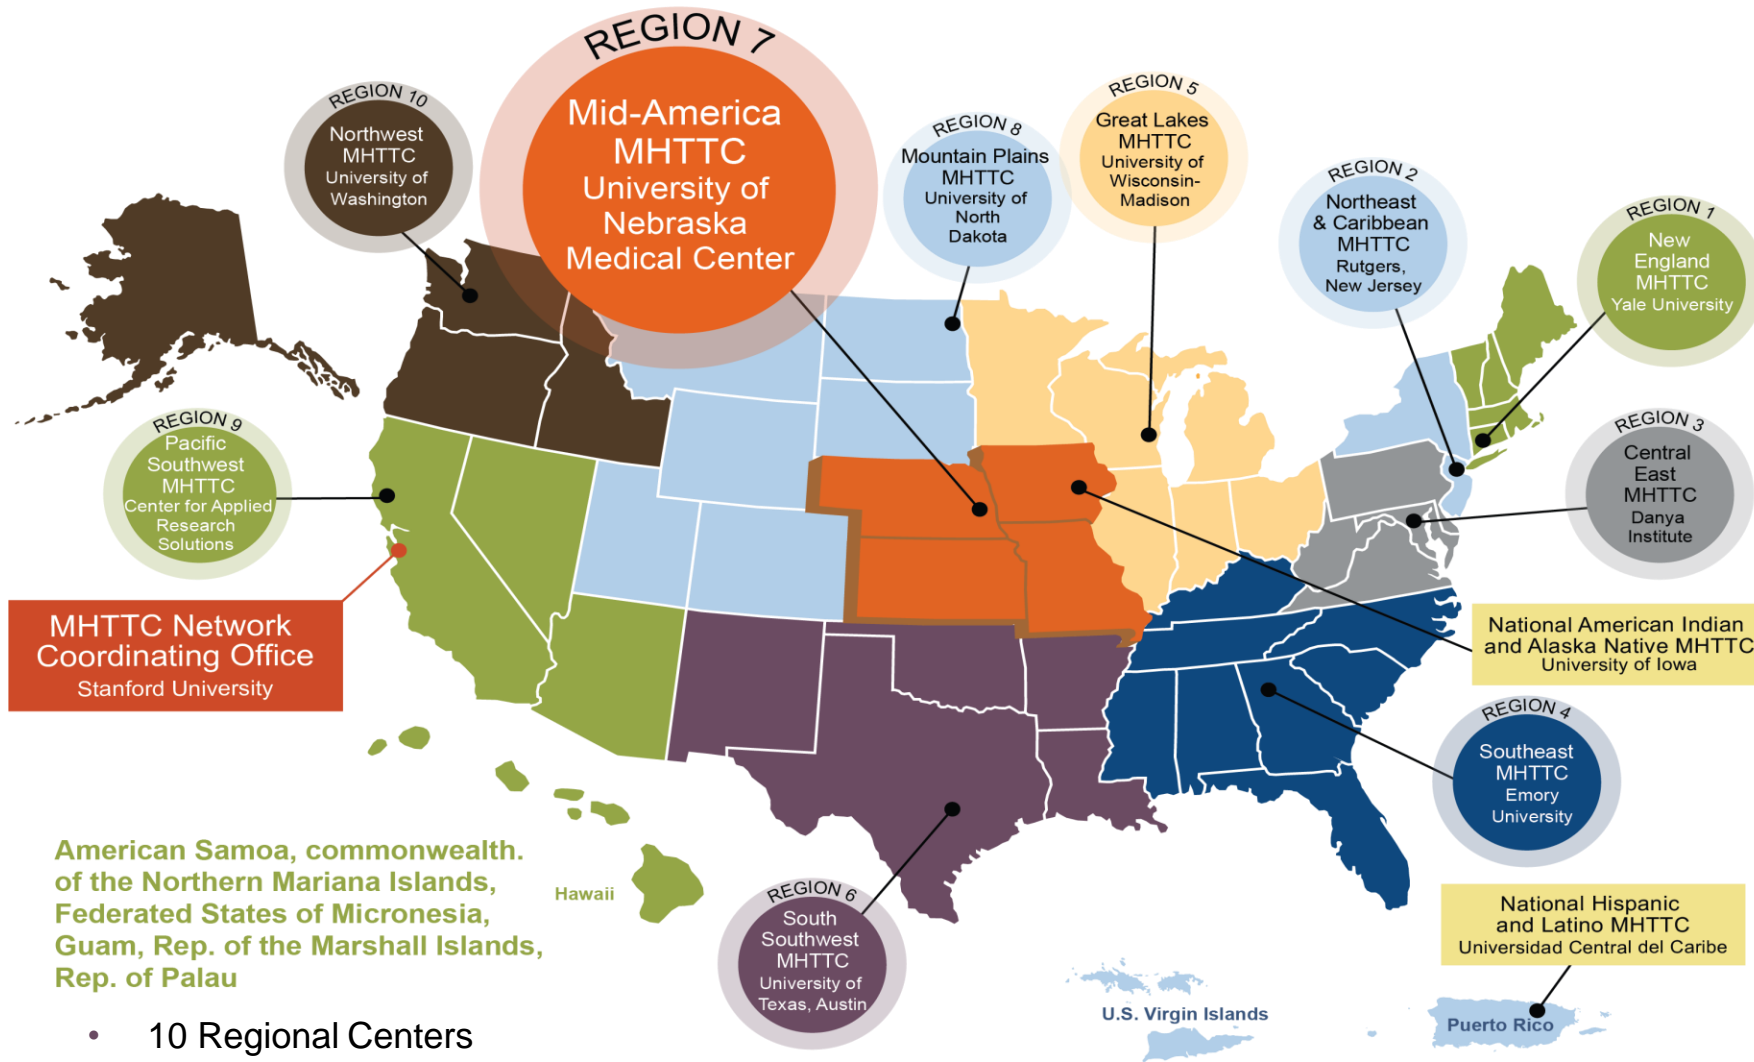 REGION 7
Mid-America
MHTTC
University of
Nebraska
Medical Center
REGION 10
Northwest
MHTTC
University of
Washington
REGION 8
Mountain Plains
MHTTC
University of
North
Dakota
REGION 5
Great Lakes
MHTTC
University of
Wisconsin-
Madison
REGION 2
Northeast
& Caribbean
MHTTC
Rutgers,
New Jersey
REGION 1
New
England
MHTTC
Yale University
REGION 9
Pacific
Southwest
MHTTC
Center for Applied
Research
Solutions
REGION 3
Central
East
MHTTC
Danya
Institute
MHTTC Network
Coordinating Office
Stanford University
National American Indian
and Alaska Native MHTTC
University of Iowa
REGION 4
Southeast
MHTTC
Emory
University
American Samoa, commonwealth.
of the Northern Mariana Islands,
Federated States of Micronesia,
Guam, Rep. of the Marshall Islands,
Rep. of Palau
Hawaii
REGION 6
South
Southwest
MHTTC
University of
Texas, Austin
National Hispanic
and Latino MHTTC
Universidad Central del Caribe
U.S. Virgin Islands
Puerto Rico
• 10 Regional Centers